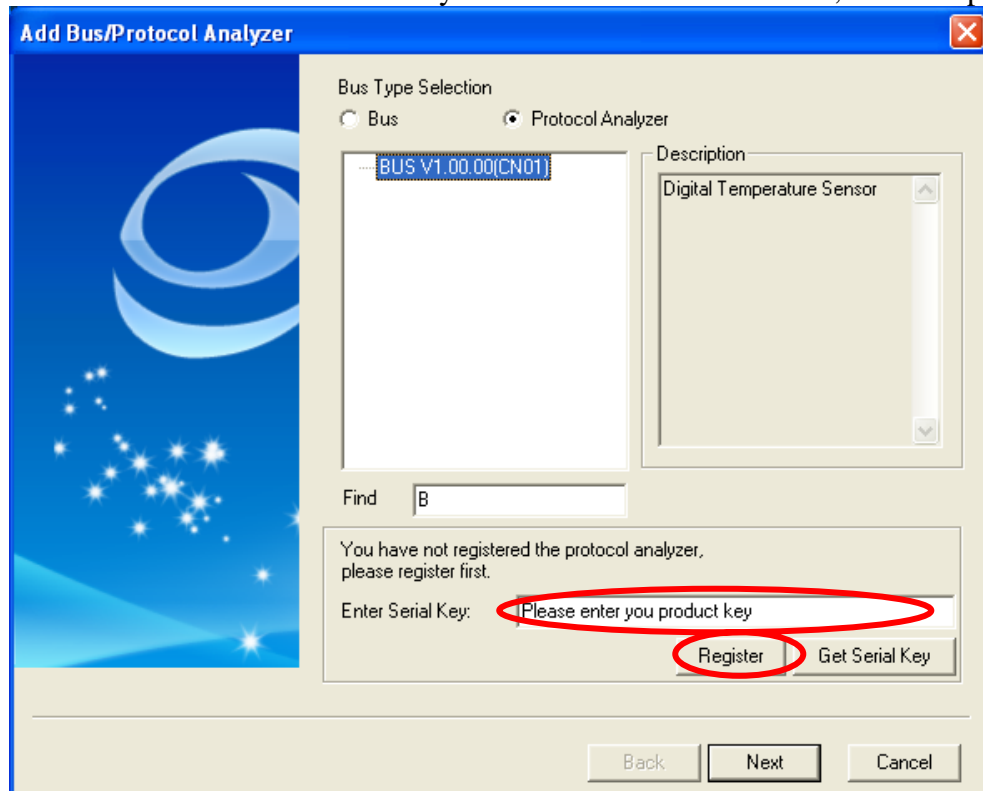 Add Bus/Protocol Analyzer
Bus Type Selection
Bus
Protocol Analyzer
BUS V1.00.00(CN01)
Description
Digital Temperature Sensor
Find
B
You have not registered the protocol analyzer,
please register first.
Enter Serial Key:
Please enter you product key
Register
Get Serial Key
Back
Next
Cancel